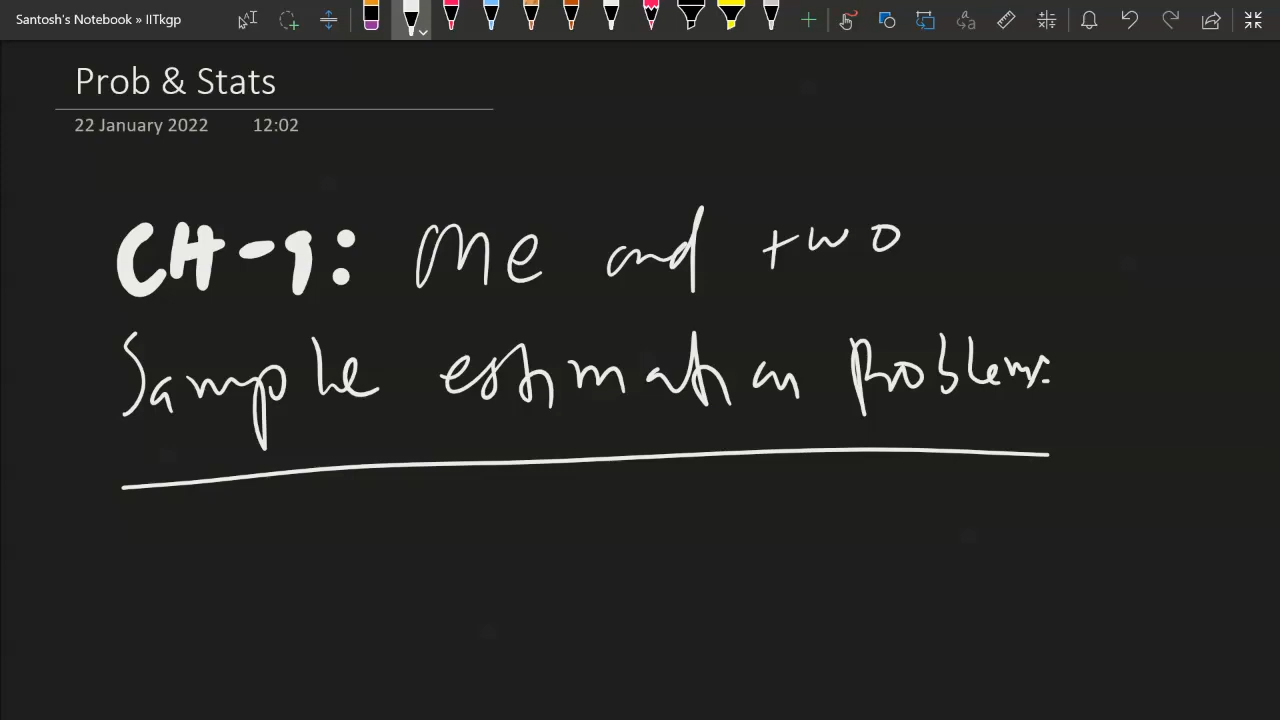 Santosh's Notebook » IITkgp
Prob & Stats
22 January 2022 12:02
CH-9: One and two
Sample estimation Problems: